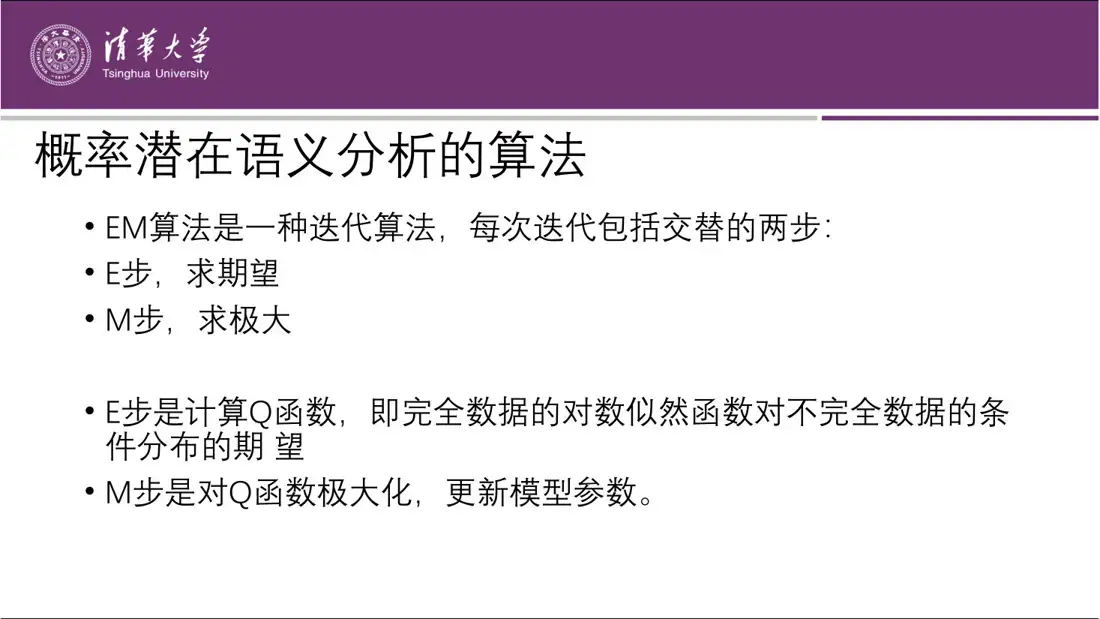 清华大学
Tsinghua University
概率潜在语义分析的算法
• EM算法是一种迭代算法，每次迭代包括交替的两步：
• E步，求期望
• M步，求极大
• E步是计算Q函数，即完全数据的对数似然函数对不完全数据的条
件分布的期 望
• M步是对Q函数极大化，更新模型参数。